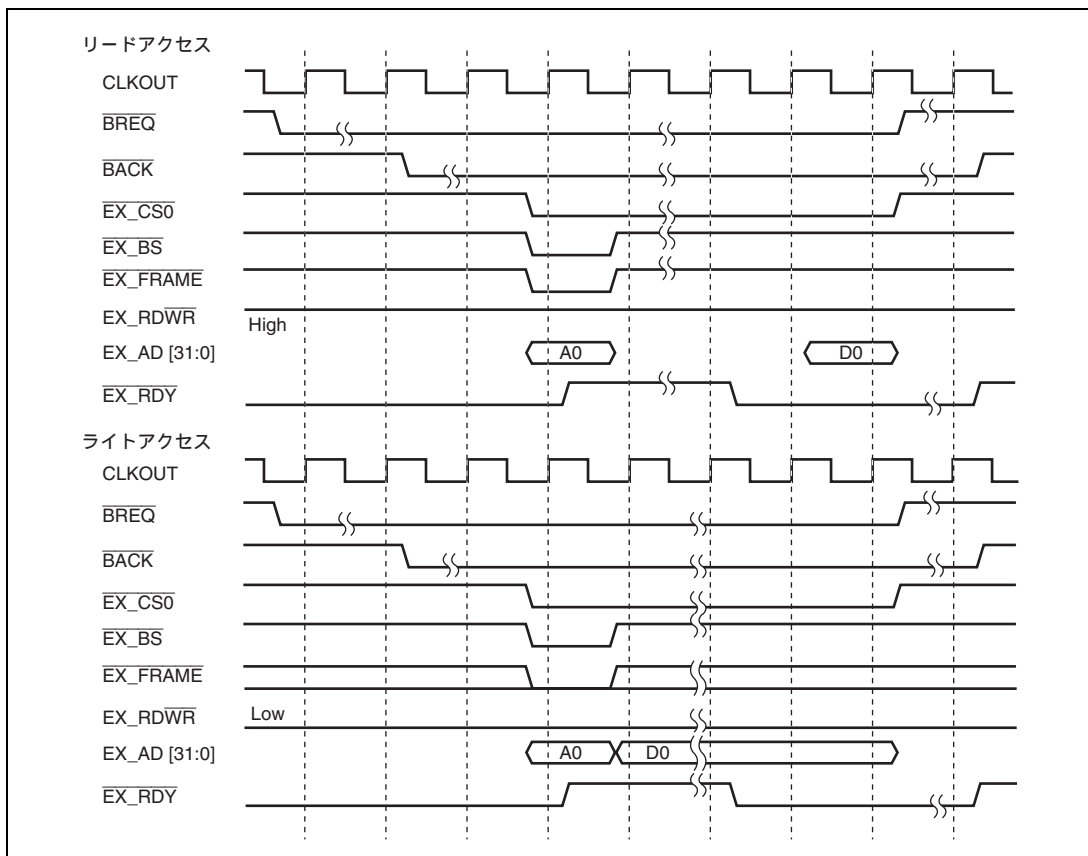 リードアクセス
CLKOUT
BREQ
BACK
EX_CS0
EX_BS
EX_FRAME
EX_RDWR High
EX_AD [31:0] A0 D0
EX_RDY
ライトアクセス
CLKOUT
BREQ
BACK
EX_CS0
EX_BS
EX_FRAME
EX_RDWR Low
EX_AD [31:0] A0 D0
EX_RDY